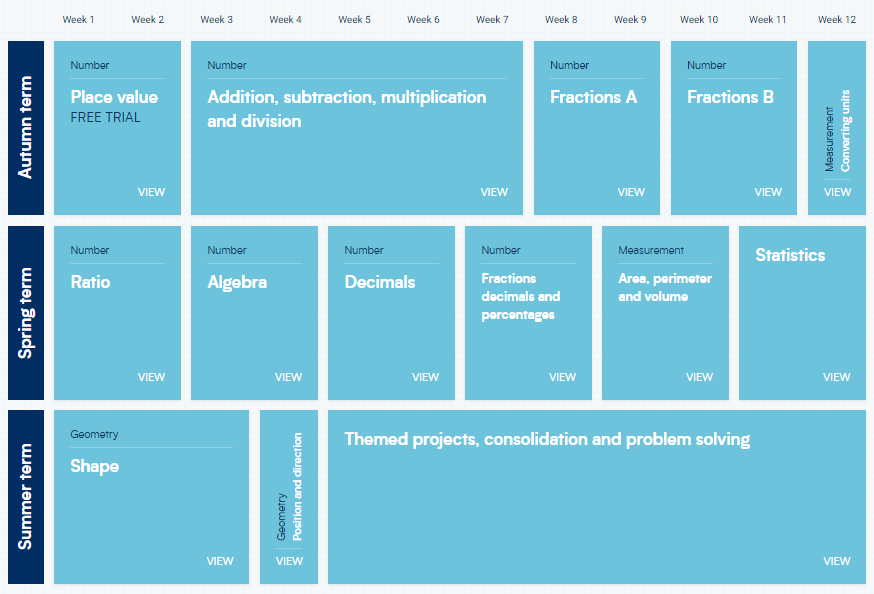 Week 1 Week 2 Week 3 Week 4 Week 5 Week 6 Week 7 Week 8 Week 9 Week 10 Week 11 Week 12
Autumn term
Number
Place value
FREE TRIAL
VIEW
Number
Addition, subtraction, multiplication
and division
VIEW
Number
Fractions A
VIEW
Number
Fractions B
VIEW
Measurement
Converting units
VIEW
Spring term
Number
Ratio
VIEW
Number
Algebra
VIEW
Number
Decimals
VIEW
Number
Fractions
decimals and
percentages
VIEW
Measurement
Area, perimeter
and volume
VIEW
Statistics
VIEW
Summer term
Geometry
Shape
VIEW
Geometry
Position and direction
VIEW
Themed projects, consolidation and problem solving
VIEW